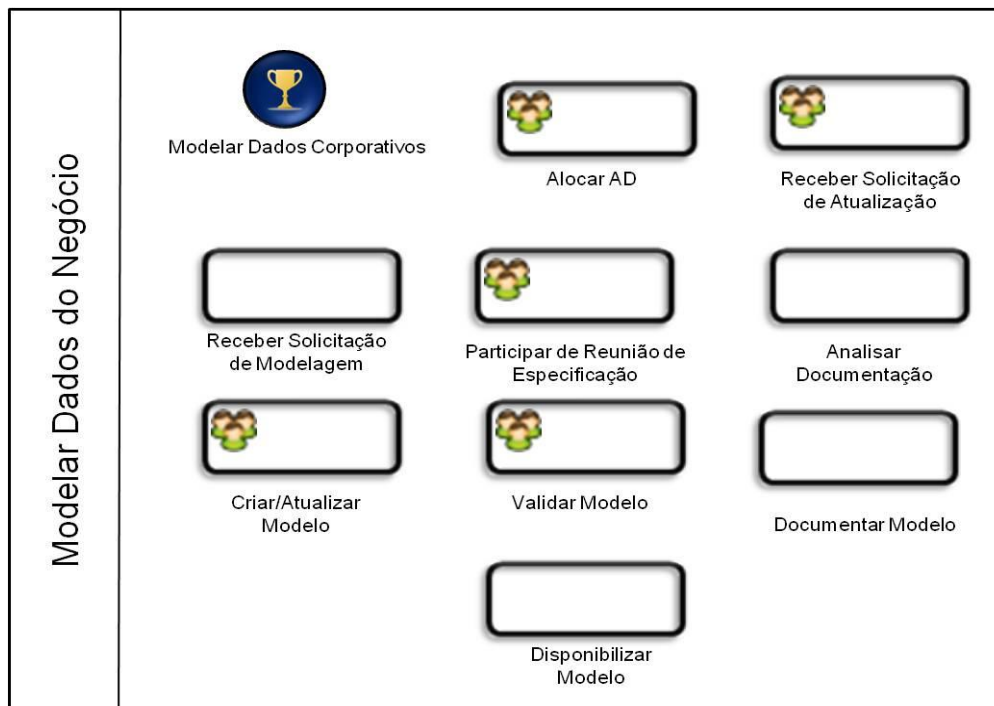 Modelar Dados do Negócio
Modelar Dados Corporativos
Alocar AD
Receber Solicitação
de Atualização
Receber Solicitação
de Modelagem
Participar de Reunião de
Especificação
Analisar
Documentação
Criar/Atualizar
Modelo
Validar Modelo
Documentar Modelo
Disponibilizar
Modelo